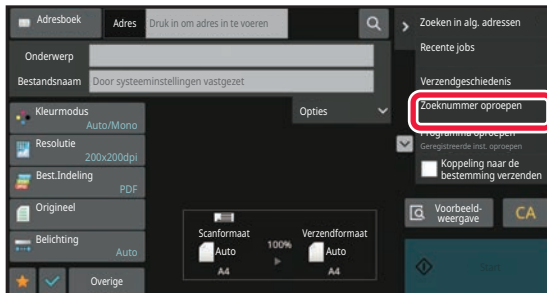 Adresboek
Adres
Druk in om adres in te voeren
Onderwerp
Bestandsnaam
Door systeeminstellingen vastgezet
Kleurmodus
Auto/Mono
Resolutie
200x200dpi
Best.Indeling
PDF
Origineel
Belichting
Auto
Overige
Opties
Scanformaat
Auto
A4
100%
Verzendformaat
Auto
A4
Zoeken in alg. adressen
Recente jobs
Verzendgeschiedenis
Zoeknummer oproepen
Programma oproepen
Geregistreerde inst. oproepen
Koppeling naar de
bestemming verzenden
Voorbeeld-
weergave
CA
Start